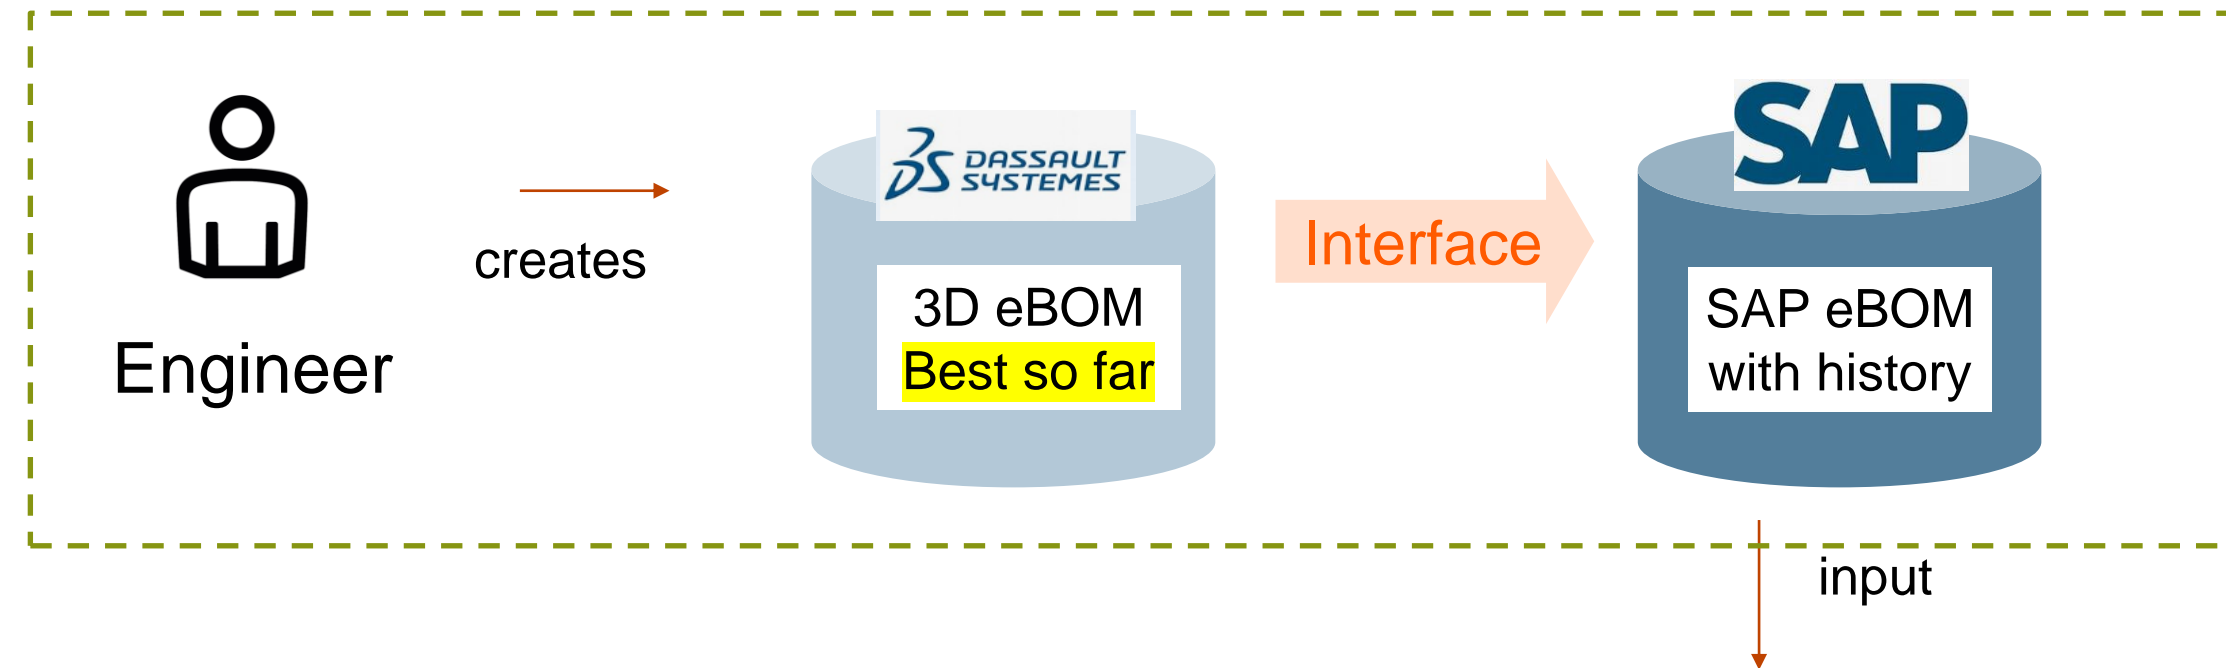 Engineer
creates
DASSAULT
SYSTEMES
3D eBOM
Best so far
Interface
SAP
SAP eBOM
with history
input